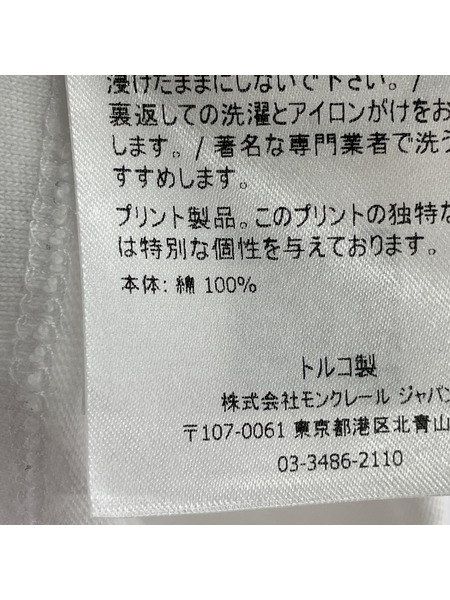 浸けたままにしないで下さい。/
裏返しての洗濯とアイロンがけをお
します。/ 著名な専門業者で洗う
すすめします。
プリント製品。このプリントの独特な
は特別な個性を与えております。
本体: 綿 100%
トルコ製
株式会社モンクレール ジャパン
〒107-0061 東京都港区北青山
03-3486-2110